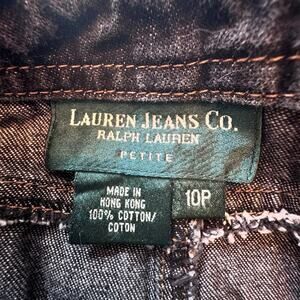 LAUREN JEANS CO.
RALPH LAUREN
PETITE
MADE IN
HONG KONG
100% COTTON/
COTON
10P